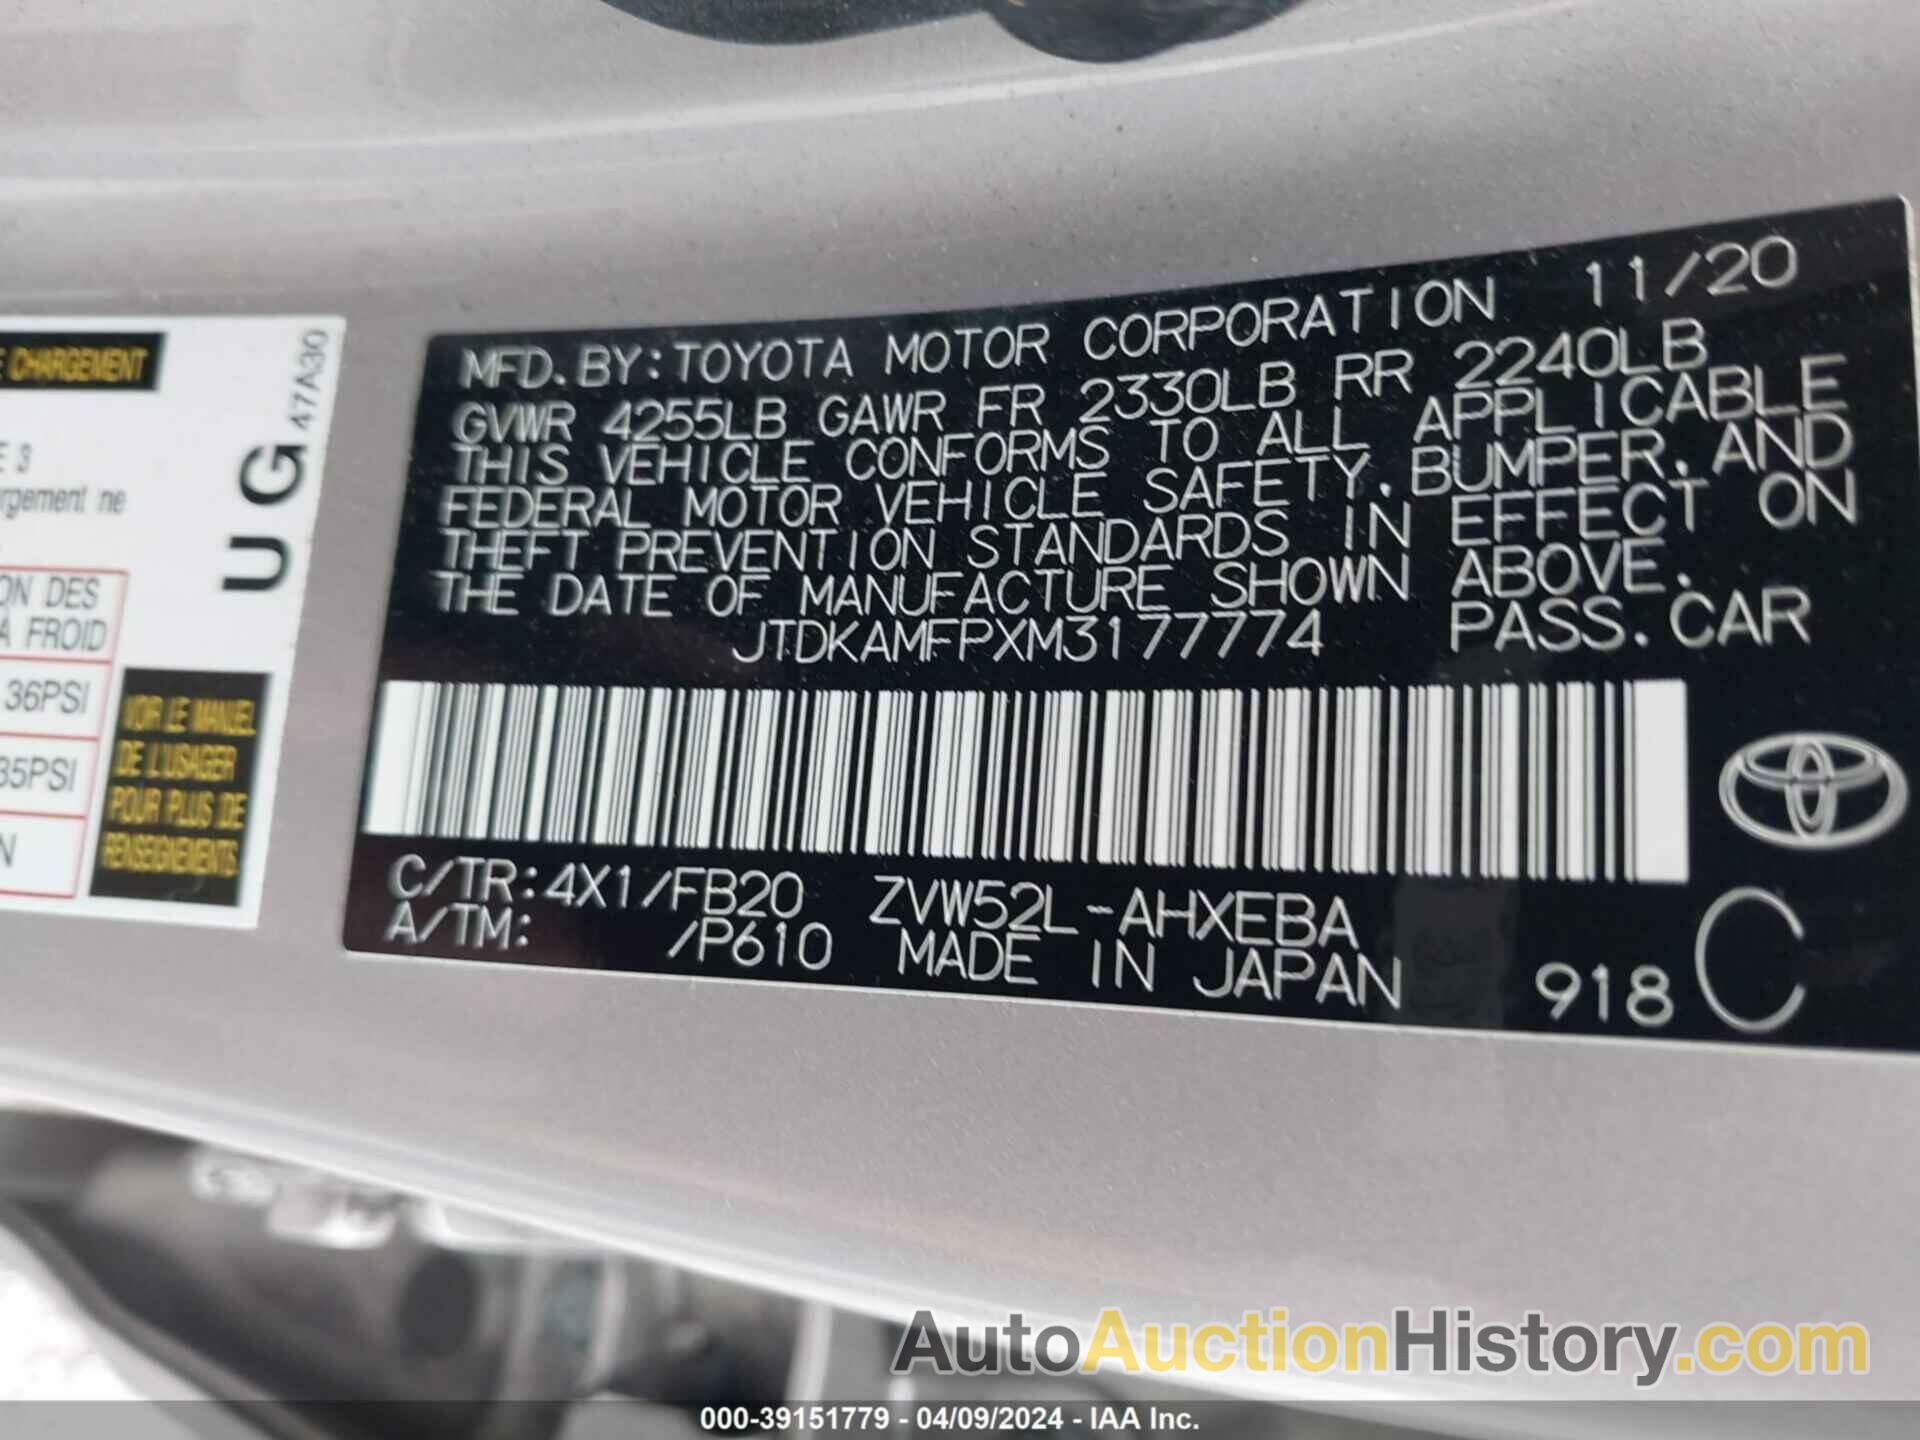 E CHARGEMENT
UG 47A30
E 3
rgement ne
ON DES
A FROID
36PSI
35PSI
N
VOIR LE MANUEL
DE L'USAGER
POUR PLUS DE
RENSEIGNEMENTS
MFD. BY: TOYOTA MOTOR CORPORATION 11/20
GVWR 4255LB GAWR FR 2330LB RR 2240LB
THIS VEHICLE CONFORMS TO ALL APPLICABLE
FEDERAL MOTOR VEHICLE SAFETY, BUMPER, AND
THEFT PREVENTION STANDARDS IN EFFECT ON
THE DATE OF MANUFACTURE SHOWN ABOVE.
JTDKAMFPXM3177774 PASS. CAR
C/TR: 4X1/FB20 ZVW52L-AHXEBA
A/TM: /P610 MADE IN JAPAN 918 C
AutoAuctionHistory.com
000-39151779 - 04/09/2024 - IAA Inc.